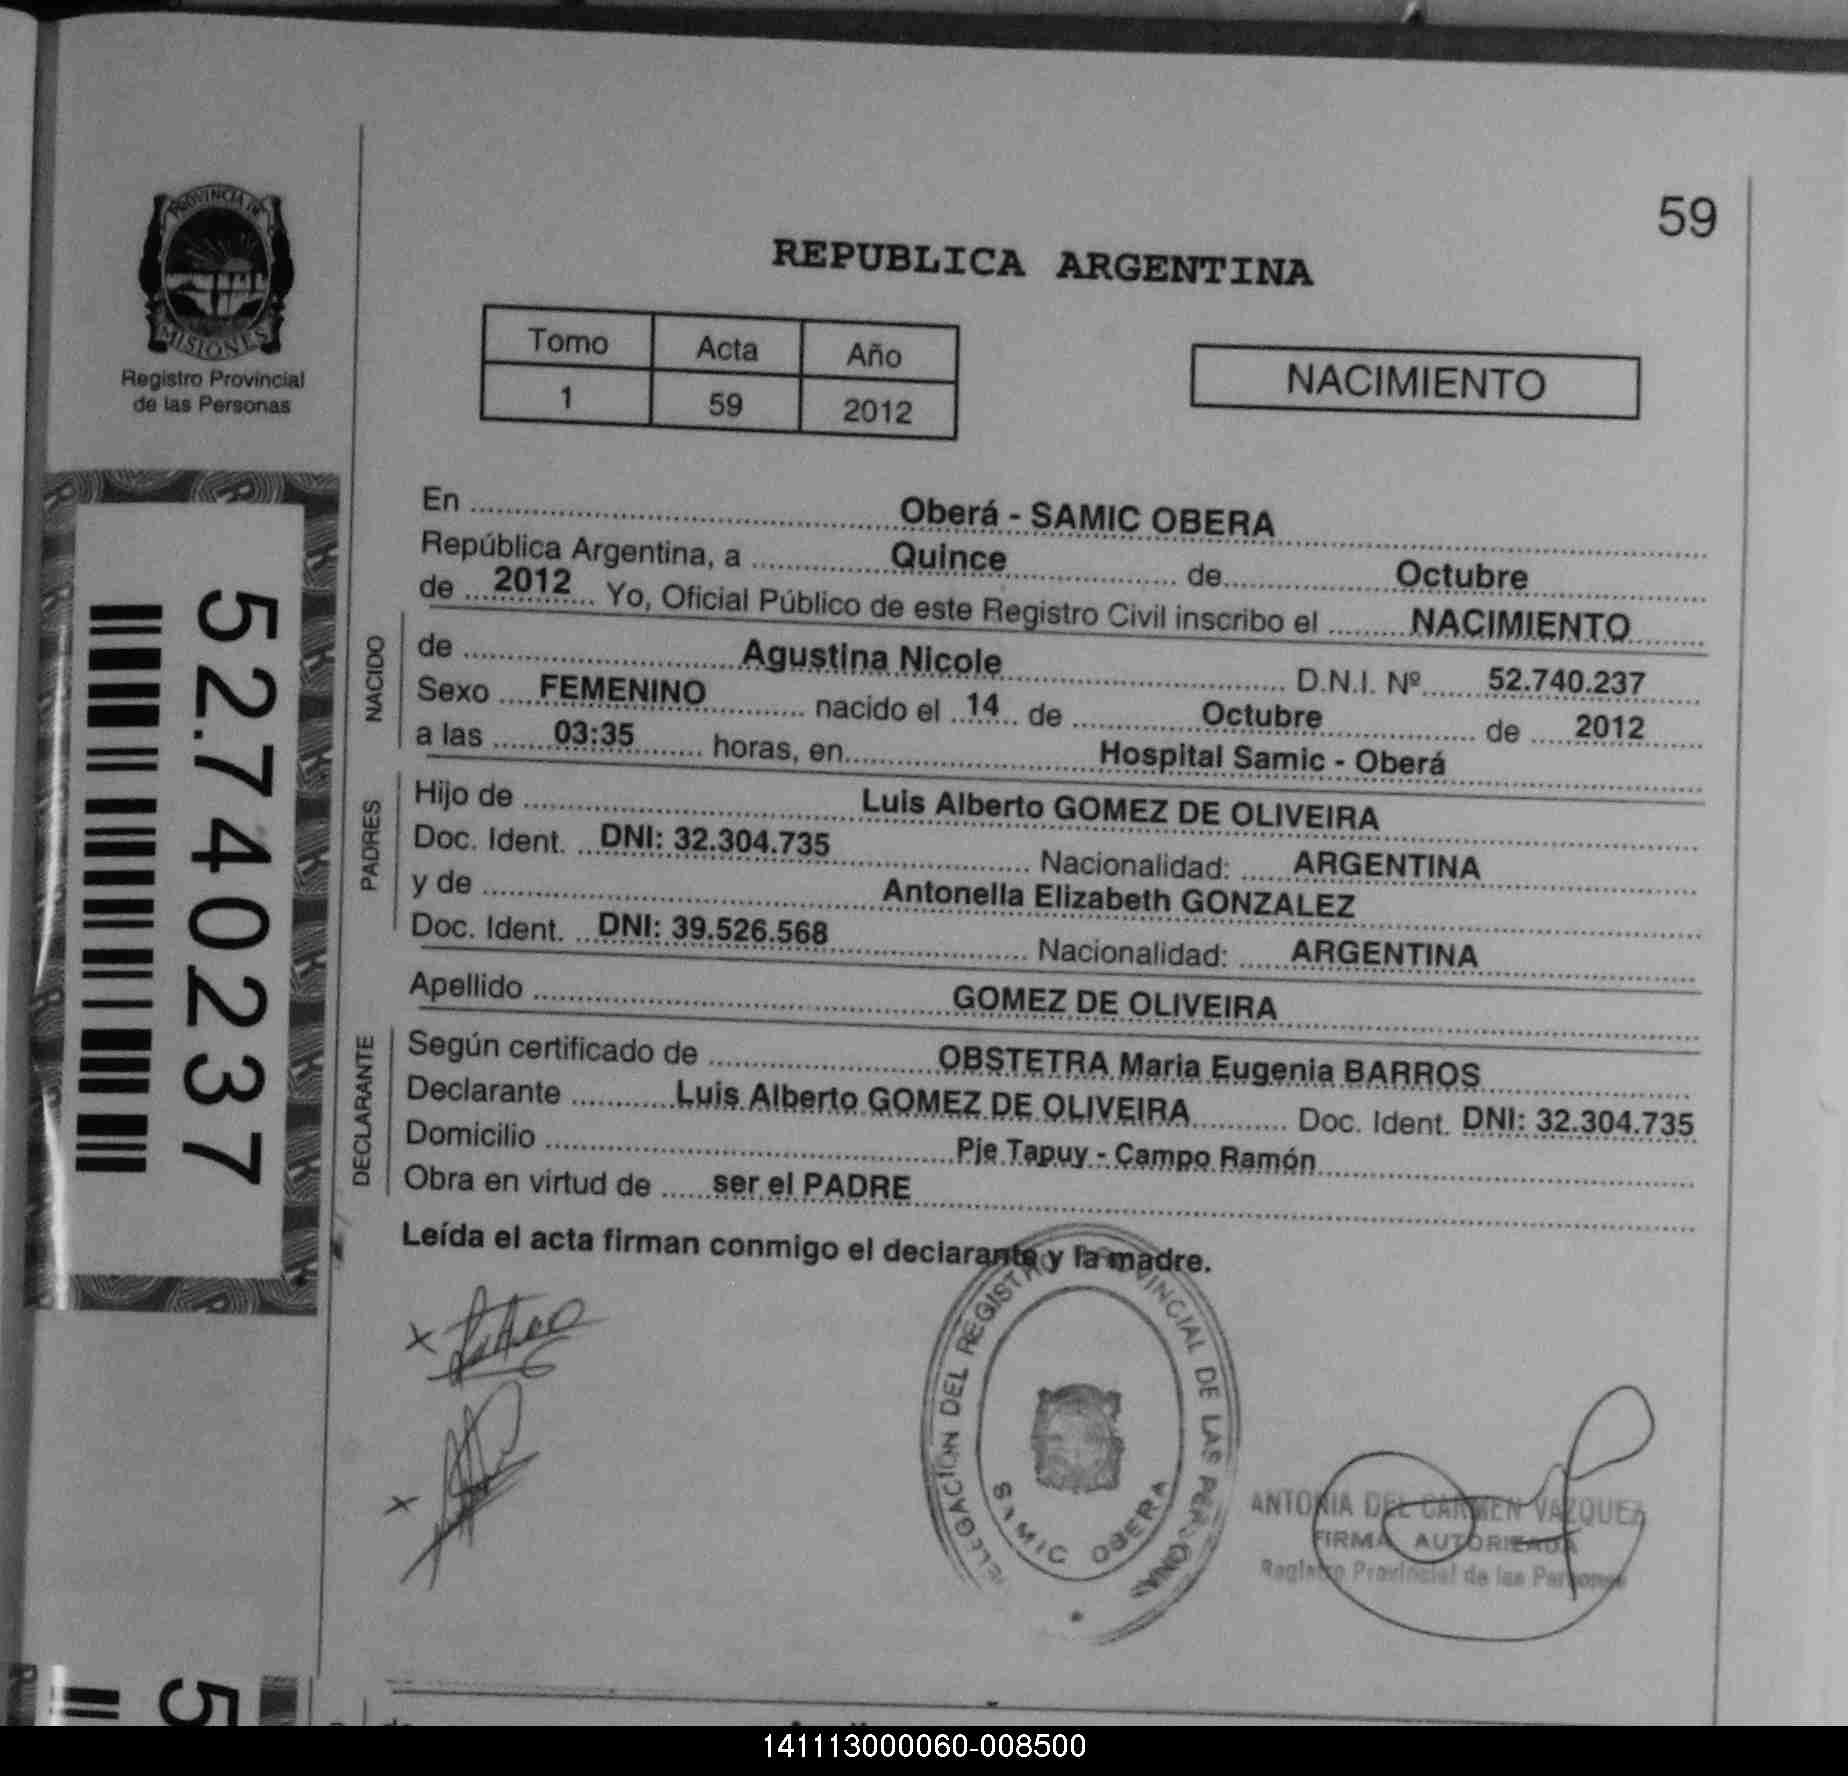 59
PROVINCIA DE
MISIONES
Registro Provincial
de las Personas
REPUBLICA ARGENTINA
Tomo Acta Año
1 59 2012
NACIMIENTO
52.740237
En Oberá - SAMIC OBERA
República Argentina, a Quince de Octubre
de 2012 Yo, Oficial Público de este Registro Civil inscribo el NACIMIENTO
NACIDO
de Agustina Nicole D.N.I. Nº 52.740.237
Sexo FEMENINO nacido el 14 de Octubre de 2012
a las 03:35 horas, en Hospital Samic - Oberá
PADRES
Hijo de Luis Alberto GOMEZ DE OLIVEIRA
Doc. Ident. DNI: 32.304.735 Nacionalidad: ARGENTINA
y de Antonella Elizabeth GONZALEZ
Doc. Ident. DNI: 39.526.568 Nacionalidad: ARGENTINA
Apellido GOMEZ DE OLIVEIRA
DECLARANTE
Según certificado de OBSTETRA Maria Eugenia BARROS
Declarante Luis Alberto GOMEZ DE OLIVEIRA Doc. Ident. DNI: 32.304.735
Domicilio Pje Tapuy - Campo Ramón
Obra en virtud de ser el PADRE
Leída el acta firman conmigo el declarante y la madre.
DEL REGISTRO PROVINCIAL DE LAS PERSONAS
SAMIC OBERA
ANTONIA DEL CARMEN VAZQUEZ
FIRMA AUTORIZADA
Registro Provincial de las Personas
5
141113000060-008500